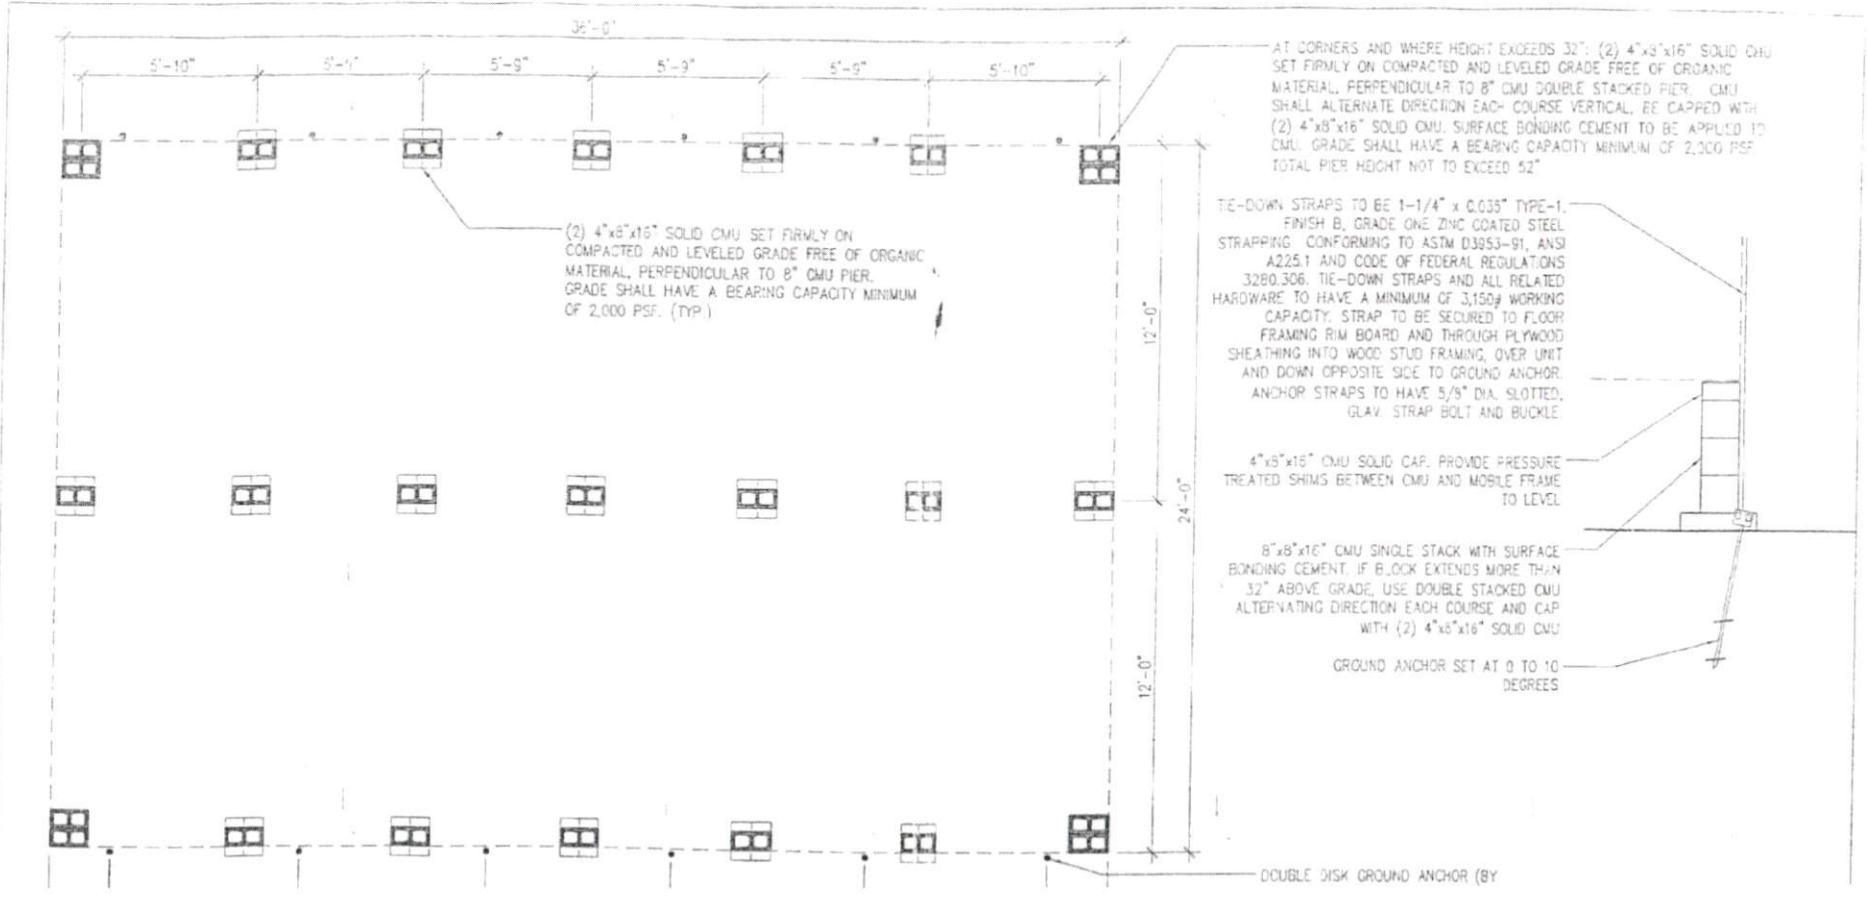 36'-0"
5'-10"
5'-9"
5'-9"
5'-9"
5'-10"
AT CORNERS AND WHERE HEIGHT EXCEEDS 32": (2) 4"x8"x16" SOLID CMU
SET FIRMLY ON COMPACTED AND LEVELED GRADE FREE OF ORGANIC
MATERIAL, PERPENDICULAR TO 8" CMU DOUBLE STACKED PIER. CMU
SHALL ALTERNATE DIRECTION EACH COURSE VERTICAL, BE CAPPED WITH
(2) 4"x8"x16" SOLID CMU. SURFACE BONDING CEMENT TO BE APPLIED TO
CMU. GRADE SHALL HAVE A BEARING CAPACITY MINIMUM OF 2,000 PSF
TOTAL PIER HEIGHT NOT TO EXCEED 52"
(2) 4"x8"x16" SOLID CMU SET FIRMLY ON
COMPACTED AND LEVELED GRADE FREE OF ORGANIC
MATERIAL, PERPENDICULAR TO 8" CMU PIER.
GRADE SHALL HAVE A BEARING CAPACITY MINIMUM
OF 2,000 PSF. (TYP.)
TIE-DOWN STRAPS TO BE 1-1/4" x 0.035" TYPE-1,
FINISH B, GRADE ONE ZINC COATED STEEL
STRAPPING CONFORMING TO ASTM D3953-91, ANSI
A225.1 AND CODE OF FEDERAL REGULATIONS
3280.306. TIE-DOWN STRAPS AND ALL RELATED
HARDWARE TO HAVE A MINIMUM OF 3,150# WORKING
CAPACITY. STRAP TO BE SECURED TO FLOOR
FRAMING RIM BOARD AND THROUGH PLYWOOD
SHEATHING INTO WOOD STUD FRAMING, OVER UNIT
AND DOWN OPPOSITE SIDE TO GROUND ANCHOR.
ANCHOR STRAPS TO HAVE 5/8" DIA. SLOTTED,
GLAV. STRAP BOLT AND BUCKLE.
4"x8"x16" CMU SOLID CAP. PROVIDE PRESSURE
TREATED SHIMS BETWEEN CMU AND MOBILE FRAME
TO LEVEL
8"x8"x16" CMU SINGLE STACK WITH SURFACE
BONDING CEMENT. IF BLOCK EXTENDS MORE THAN
32" ABOVE GRADE, USE DOUBLE STACKED CMU
ALTERNATING DIRECTION EACH COURSE AND CAP
WITH (2) 4"x8"x16" SOLID CMU
GROUND ANCHOR SET AT 0 TO 10
DEGREES
12'-0"
24'-0"
12'-0"
DOUBLE DISK GROUND ANCHOR (BY